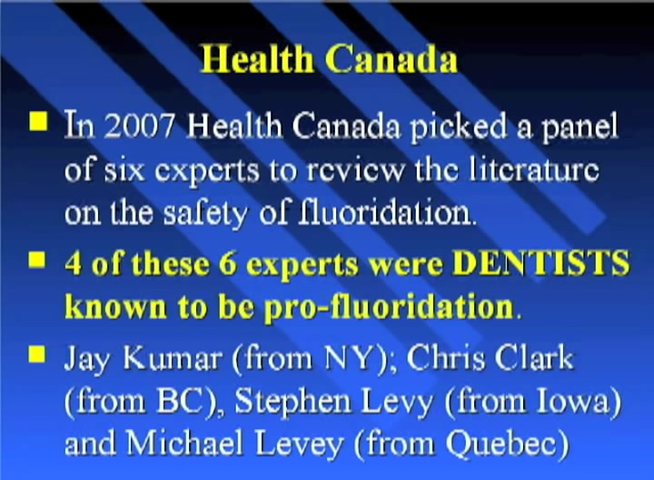 Health Canada
In 2007 Health Canada picked a panel
of six experts to review the literature
on the safety of fluoridation.
4 of these 6 experts were DENTISTS
known to be pro-fluoridation.
Jay Kumar (from NY); Chris Clark
(from BC), Stephen Levy (from Iowa)
and Michael Levey (from Quebec)